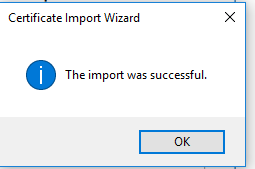 Certificate Import Wizard
The import was successful.
OK